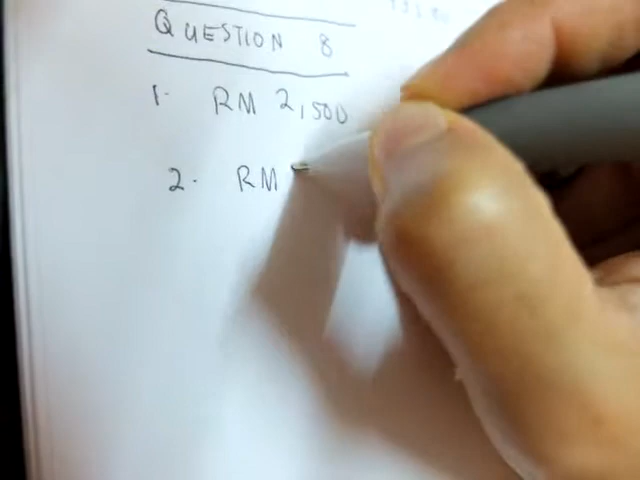 QUESTION 8
1. RM 2,500
2. RM